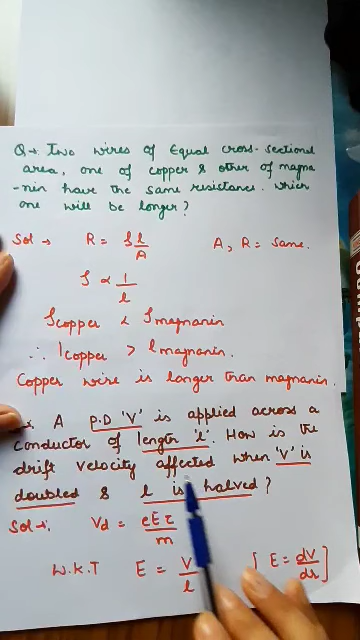 Q→ Two wires of Equal cross-sectional
area, one of copper & other of magna
-nin have the same resistance. which
one will be longer?
Sol → R = ρl/A A, R = Same.
ρ ∝ 1/l
ρcopper < ρmagnanin
∴ lcopper > lmagnanin.
Copper wire is longer than magnanin.
A P.D 'V' is applied across a
conductor of length 'l'. How is the
drift velocity affected when 'V' is
doubled & l is halved?
Sol→ Vd = eEτ/m
W.K.T E = V/l [E = dV/dr]